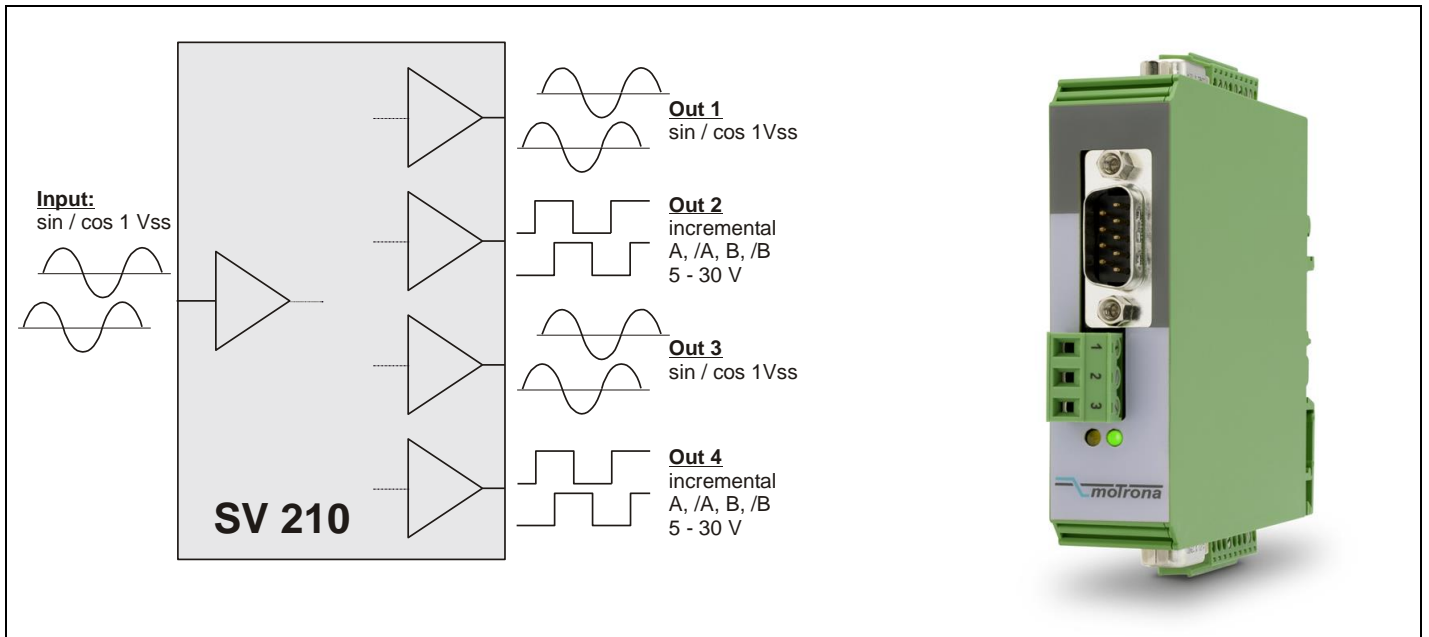 Input:
sin / cos 1 Vss
SV 210
Out 1
sin / cos 1Vss
Out 2
incremental
A, /A, B, /B
5 - 30 V
Out 3
sin / cos 1Vss
Out 4
incremental
A, /A, B, /B
5 - 30 V
1
2
3
motrona